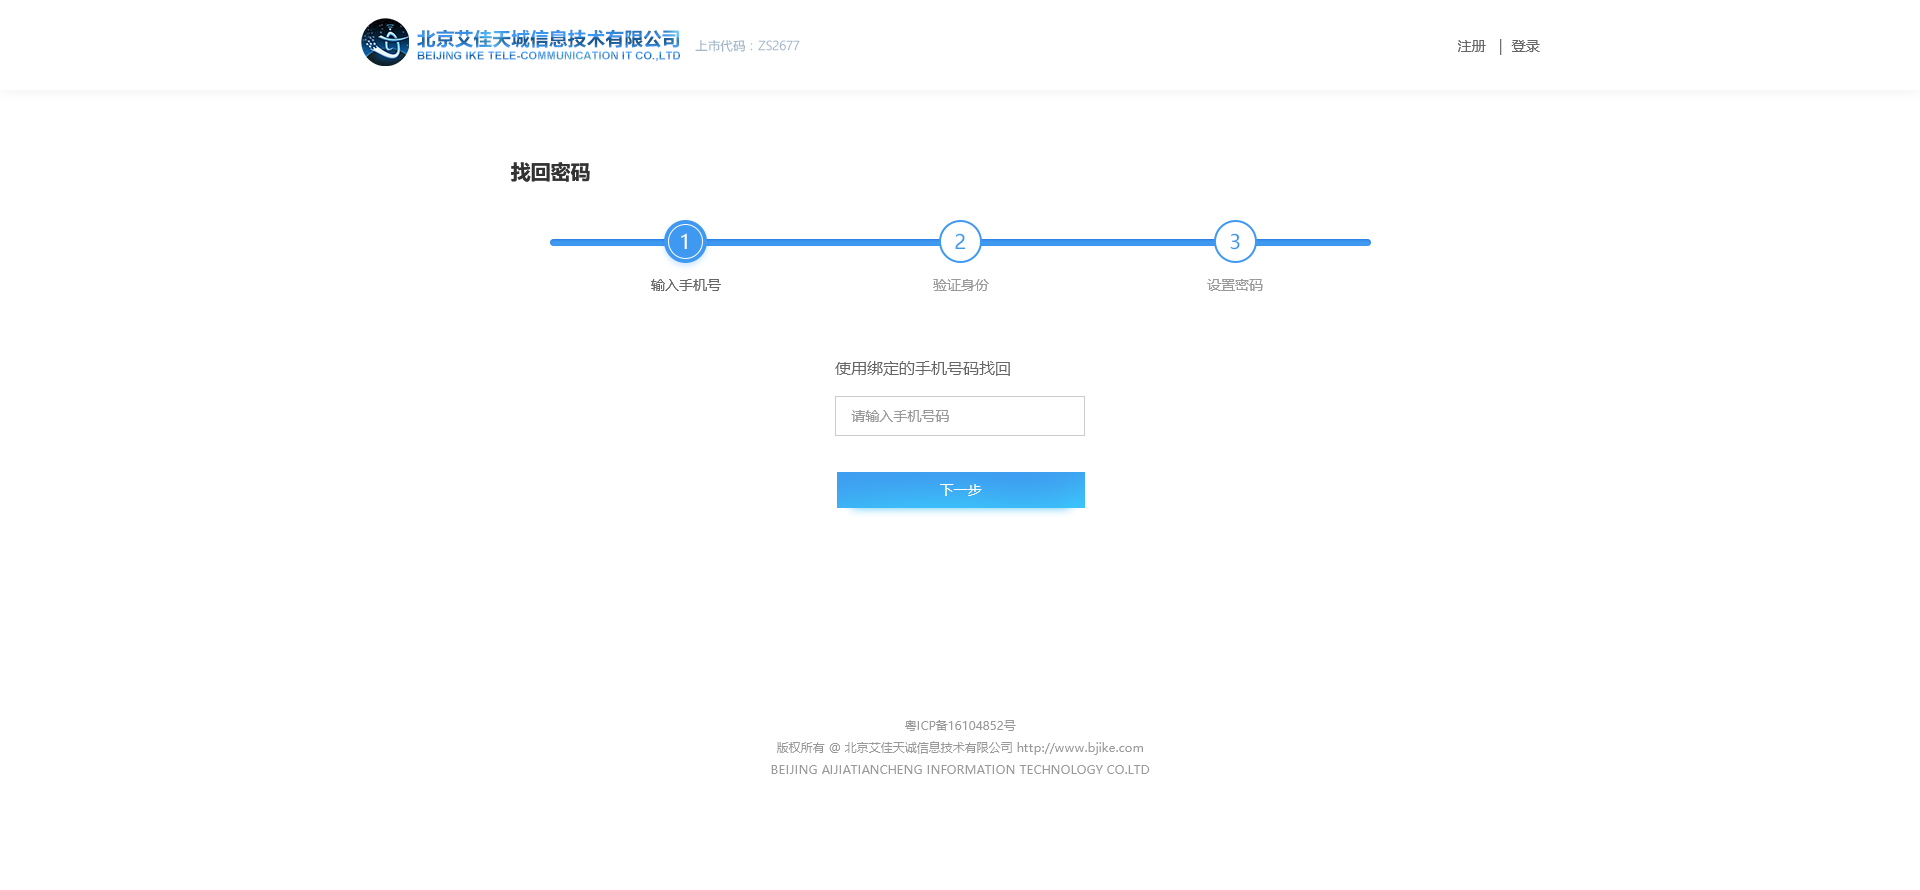 北京艾佳天诚信息技术有限公司
BEIJING IKE TELE-COMMUNICATION IT CO.,LTD
上市代码：ZS2677
注册 | 登录
找回密码
1 2 3
输入手机号 验证身份 设置密码
使用绑定的手机号码找回
请输入手机号码
下一步
粤ICP备16104852号
版权所有 @ 北京艾佳天诚信息技术有限公司 http://www.bjike.com
BEIJING AIJIATIANCHENG INFORMATION TECHNOLOGY CO.LTD